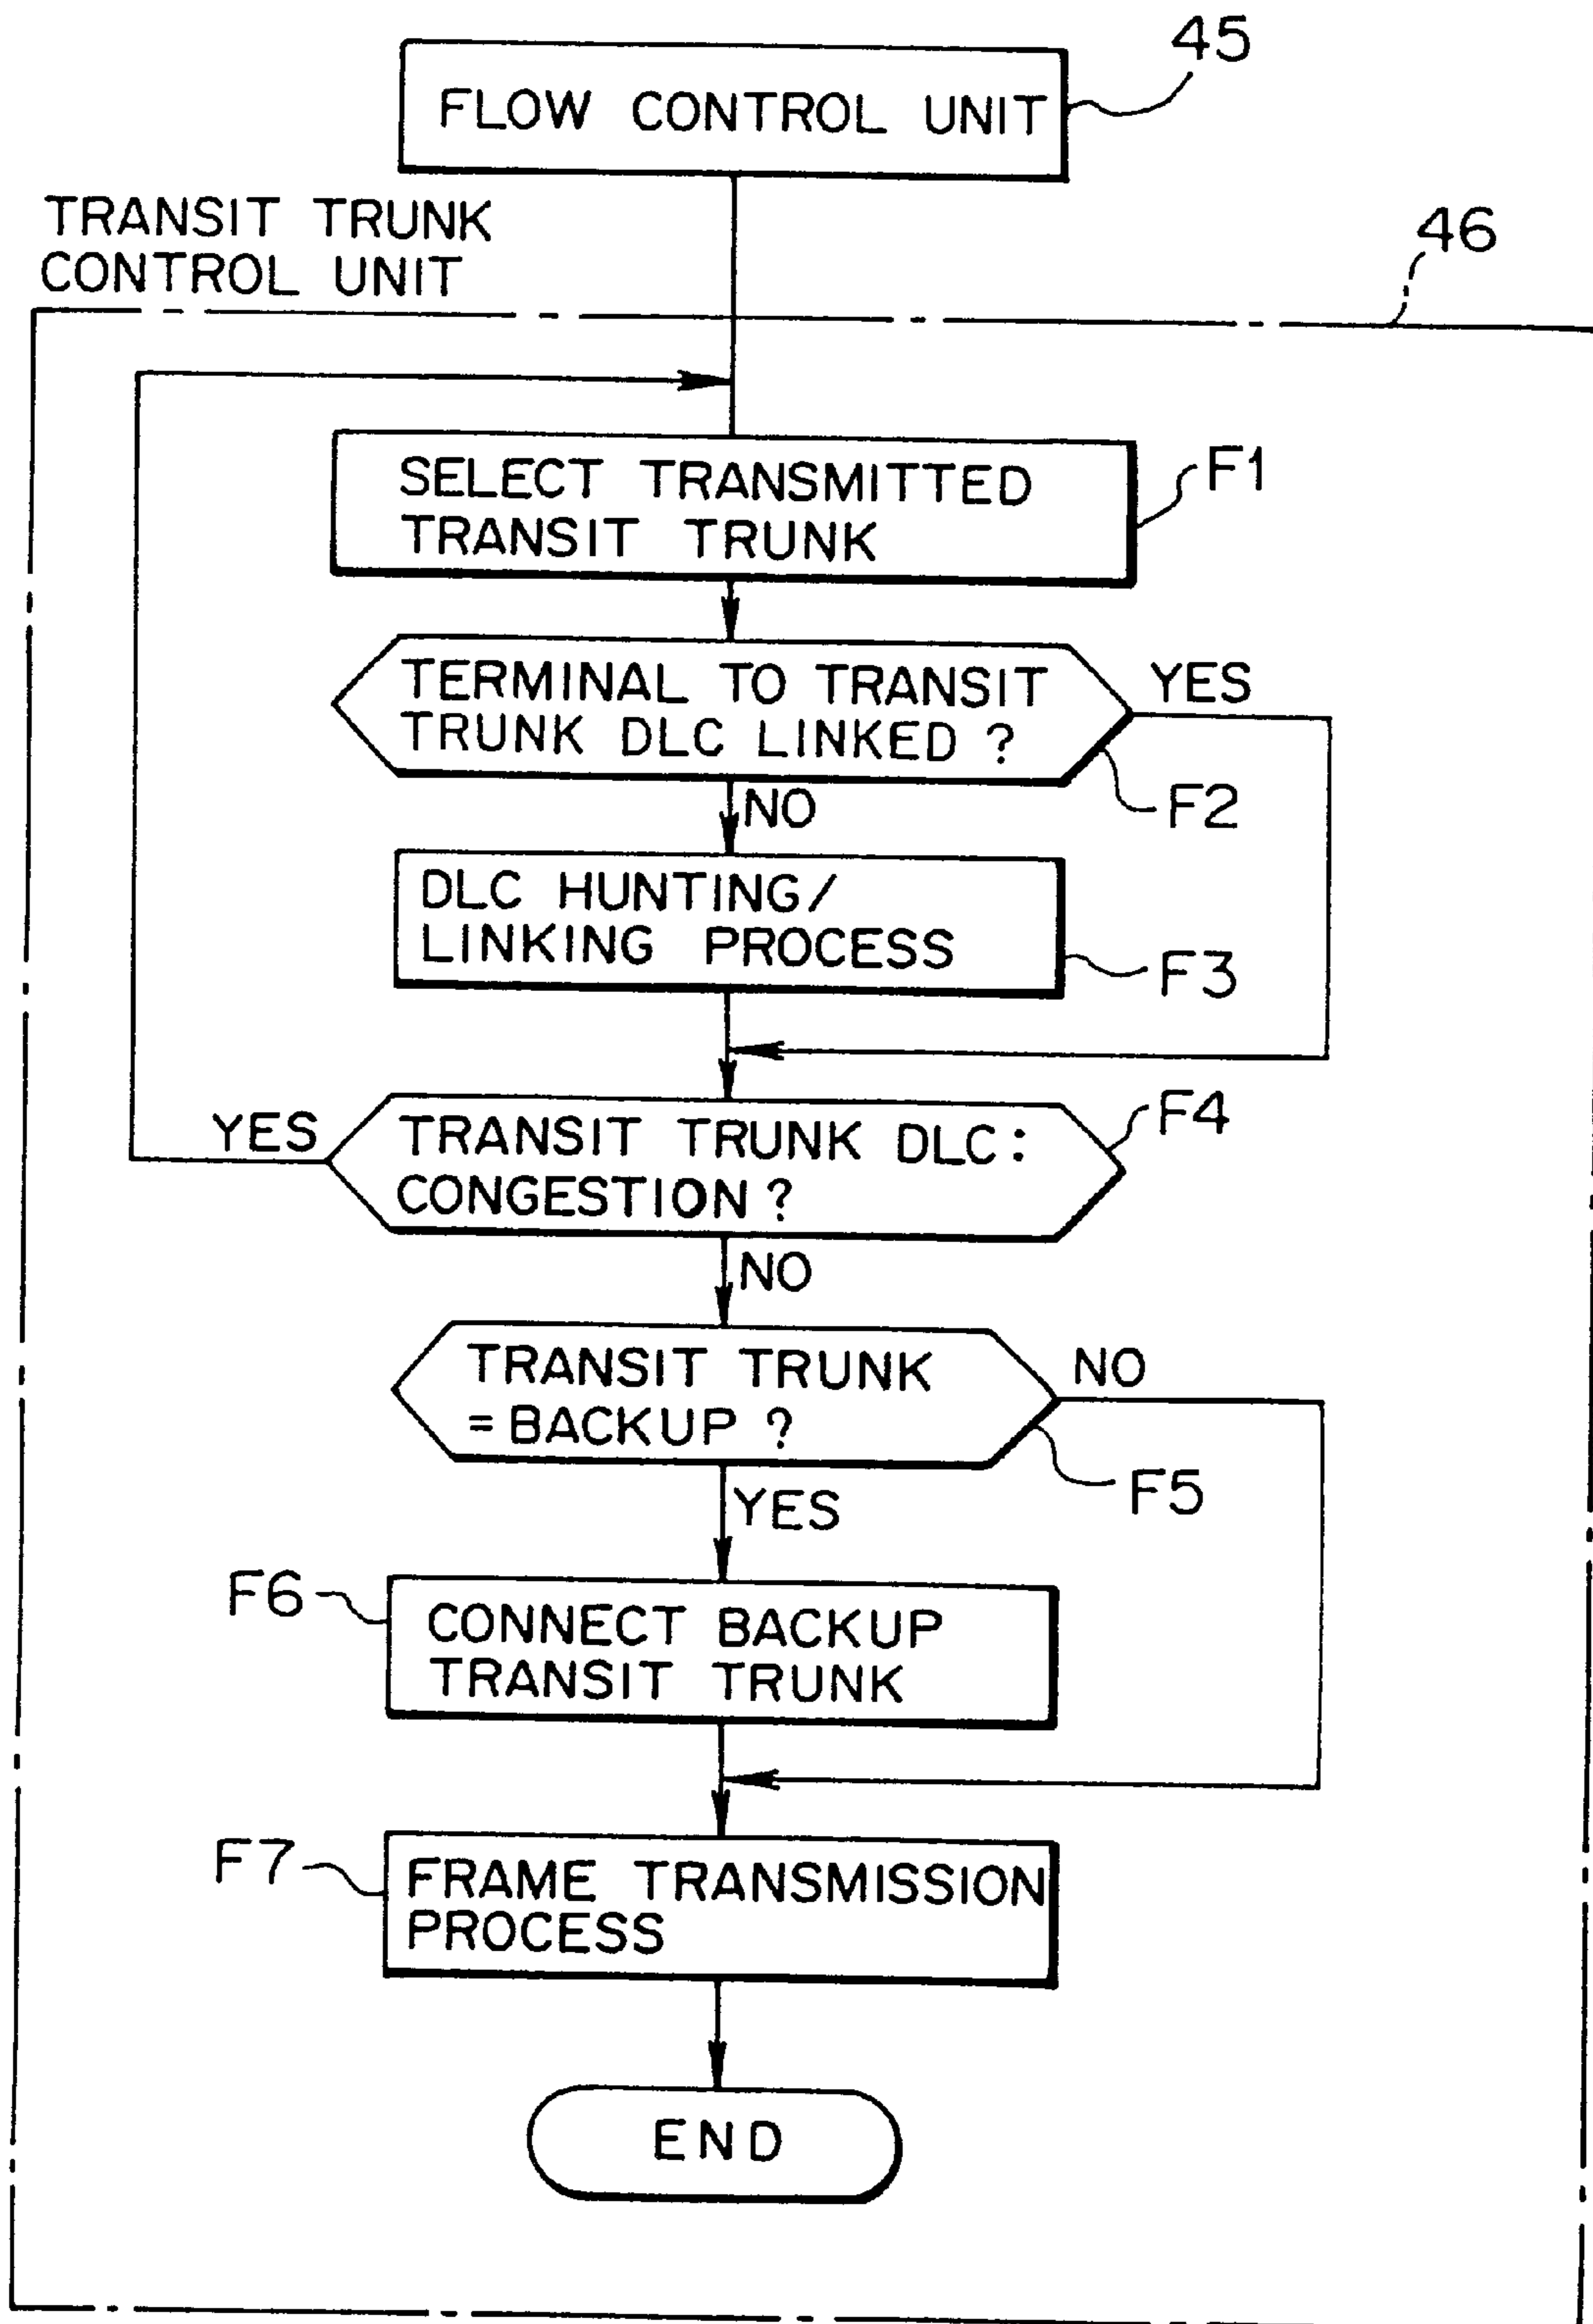 45
FLOW CONTROL UNIT
TRANSIT TRUNK
CONTROL UNIT
46
SELECT TRANSMITTED
TRANSIT TRUNK
F1
TERMINAL TO TRANSIT
TRUNK DLC LINKED ?
YES
F2
NO
DLC HUNTING/
LINKING PROCESS
F3
YES
TRANSIT TRUNK DLC:
CONGESTION ?
F4
NO
TRANSIT TRUNK
= BACKUP ?
NO
F5
YES
F6
CONNECT BACKUP
TRANSIT TRUNK
F7
FRAME TRANSMISSION
PROCESS
END